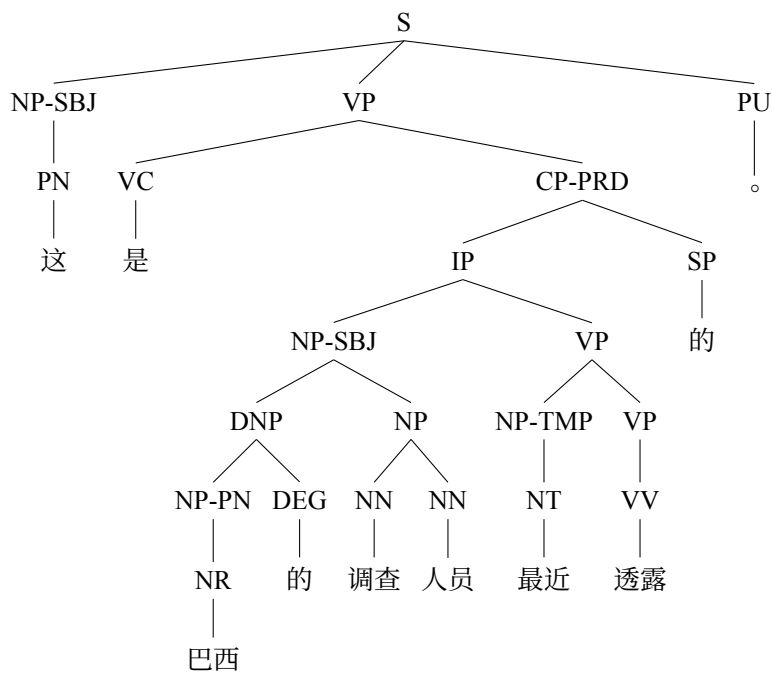 S
NP-SBJ VP PU
PN VC CP-PRD 。
这 是 IP SP
NP-SBJ VP 的
DNP NP NP-TMP VP
NP-PN DEG NN NN NT VV
NR 的 调查 人员 最近 透露
巴西